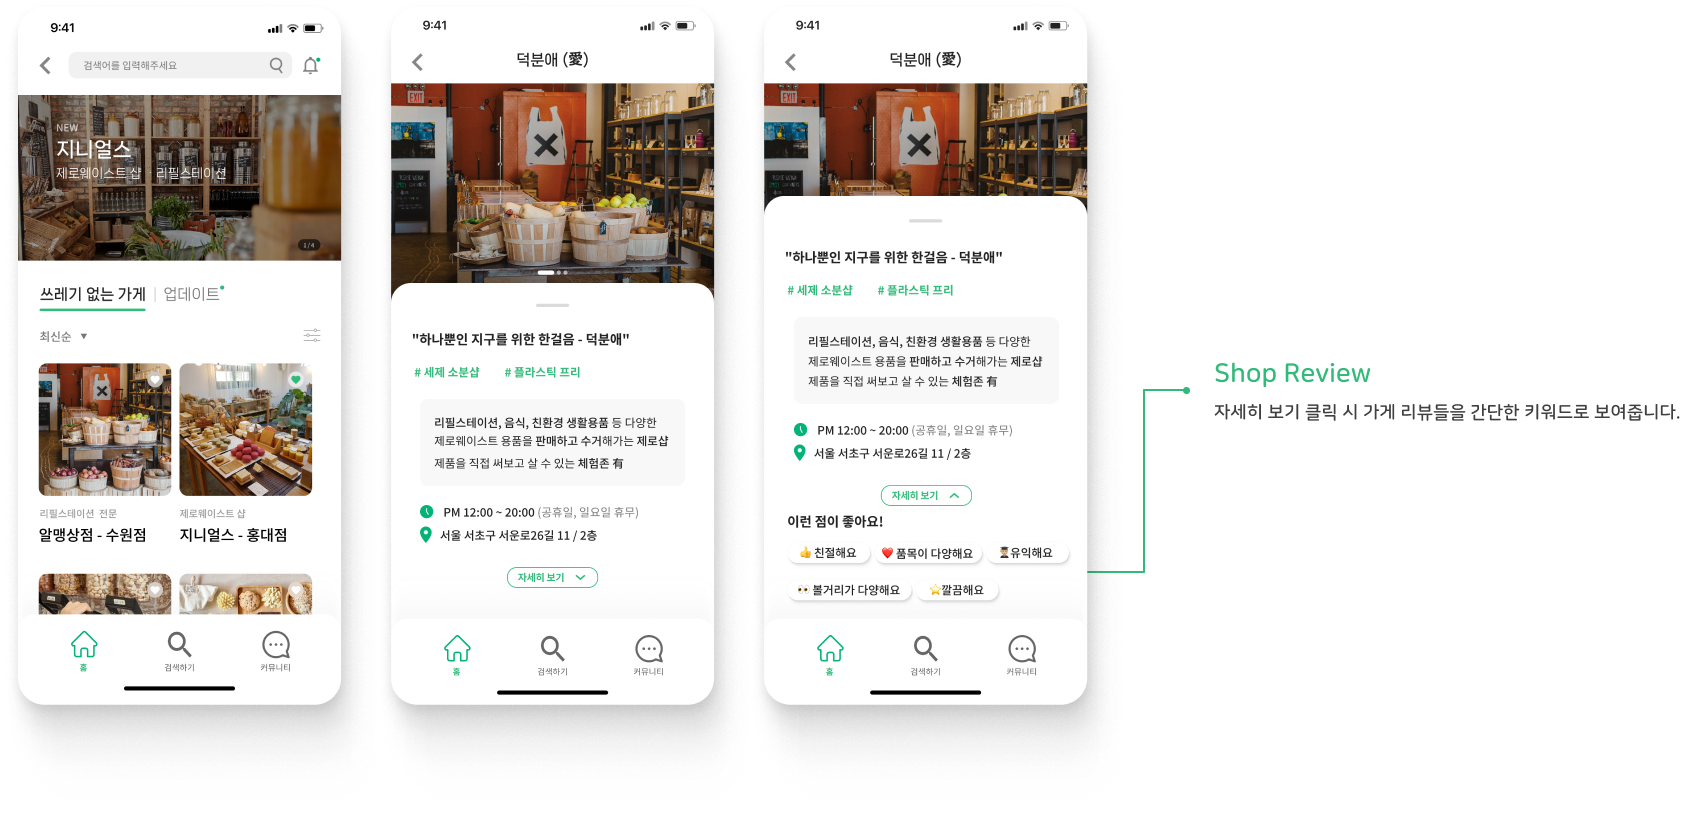 9:41
검색어를 입력해주세요
NEW
지니얼스
제로웨이스트 샵 리필스테이션
1/4
쓰레기 없는 가게 | 업데이트
최신순 ▼
리필스테이션 전문
알맹상점 - 수원점
제로웨이스트 샵
지니얼스 - 홍대점
홈
검색하기
커뮤니티
9:41
덕분애 (愛)
EXIT
"하나뿐인 지구를 위한 한걸음 - 덕분애"
# 세제 소분샵 # 플라스틱 프리
리필스테이션, 음식, 친환경 생활용품 등 다양한
제로웨이스트 용품을 판매하고 수거해가는 제로샵
제품을 직접 써보고 살 수 있는 체험존 有
PM 12:00 ~ 20:00 (공휴일, 일요일 휴무)
서울 서초구 서운로26길 11 / 2층
자세히 보기
홈
검색하기
커뮤니티
9:41
덕분애 (愛)
EXIT
"하나뿐인 지구를 위한 한걸음 - 덕분애"
# 세제 소분샵 # 플라스틱 프리
리필스테이션, 음식, 친환경 생활용품 등 다양한
제로웨이스트 용품을 판매하고 수거해가는 제로샵
제품을 직접 써보고 살 수 있는 체험존 有
PM 12:00 ~ 20:00 (공휴일, 일요일 휴무)
서울 서초구 서운로26길 11 / 2층
자세히 보기
이런 점이 좋아요!
👍 친절해요 ❤️ 품목이 다양해요 👨🏻‍🎓유익해요
👀 볼거리가 다양해요 ⭐깔끔해요
홈
검색하기
커뮤니티
Shop Review
자세히 보기 클릭 시 가게 리뷰들을 간단한 키워드로 보여줍니다.